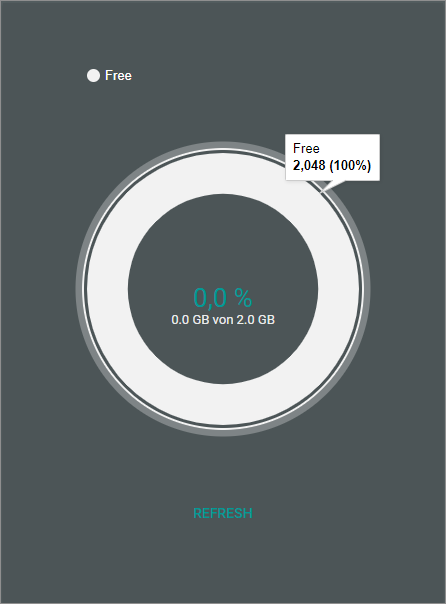 Free
Free
2,048 (100%)
0,0 %
0.0 GB von 2.0 GB
REFRESH